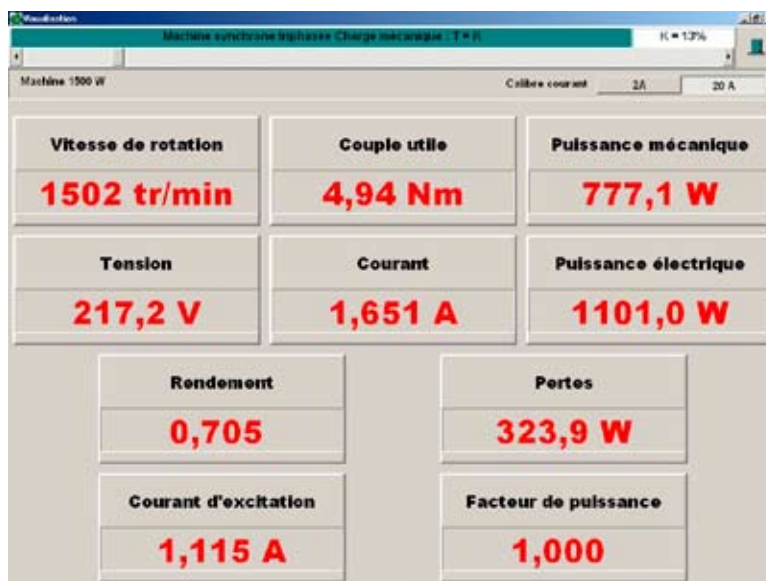 Visualisation
Machine synchrone triphasée Charge mécanique : T = K
K = 13%
Machine 1500 W
Calibre courant
2A
20 A
Vitesse de rotation
Couple utile
Puissance mécanique
1502 tr/min
4,94 Nm
777,1 W
Tension
Courant
Puissance électrique
217,2 V
1,651 A
1101,0 W
Rendement
Pertes
0,705
323,9 W
Courant d'excitation
Facteur de puissance
1,115 A
1,000